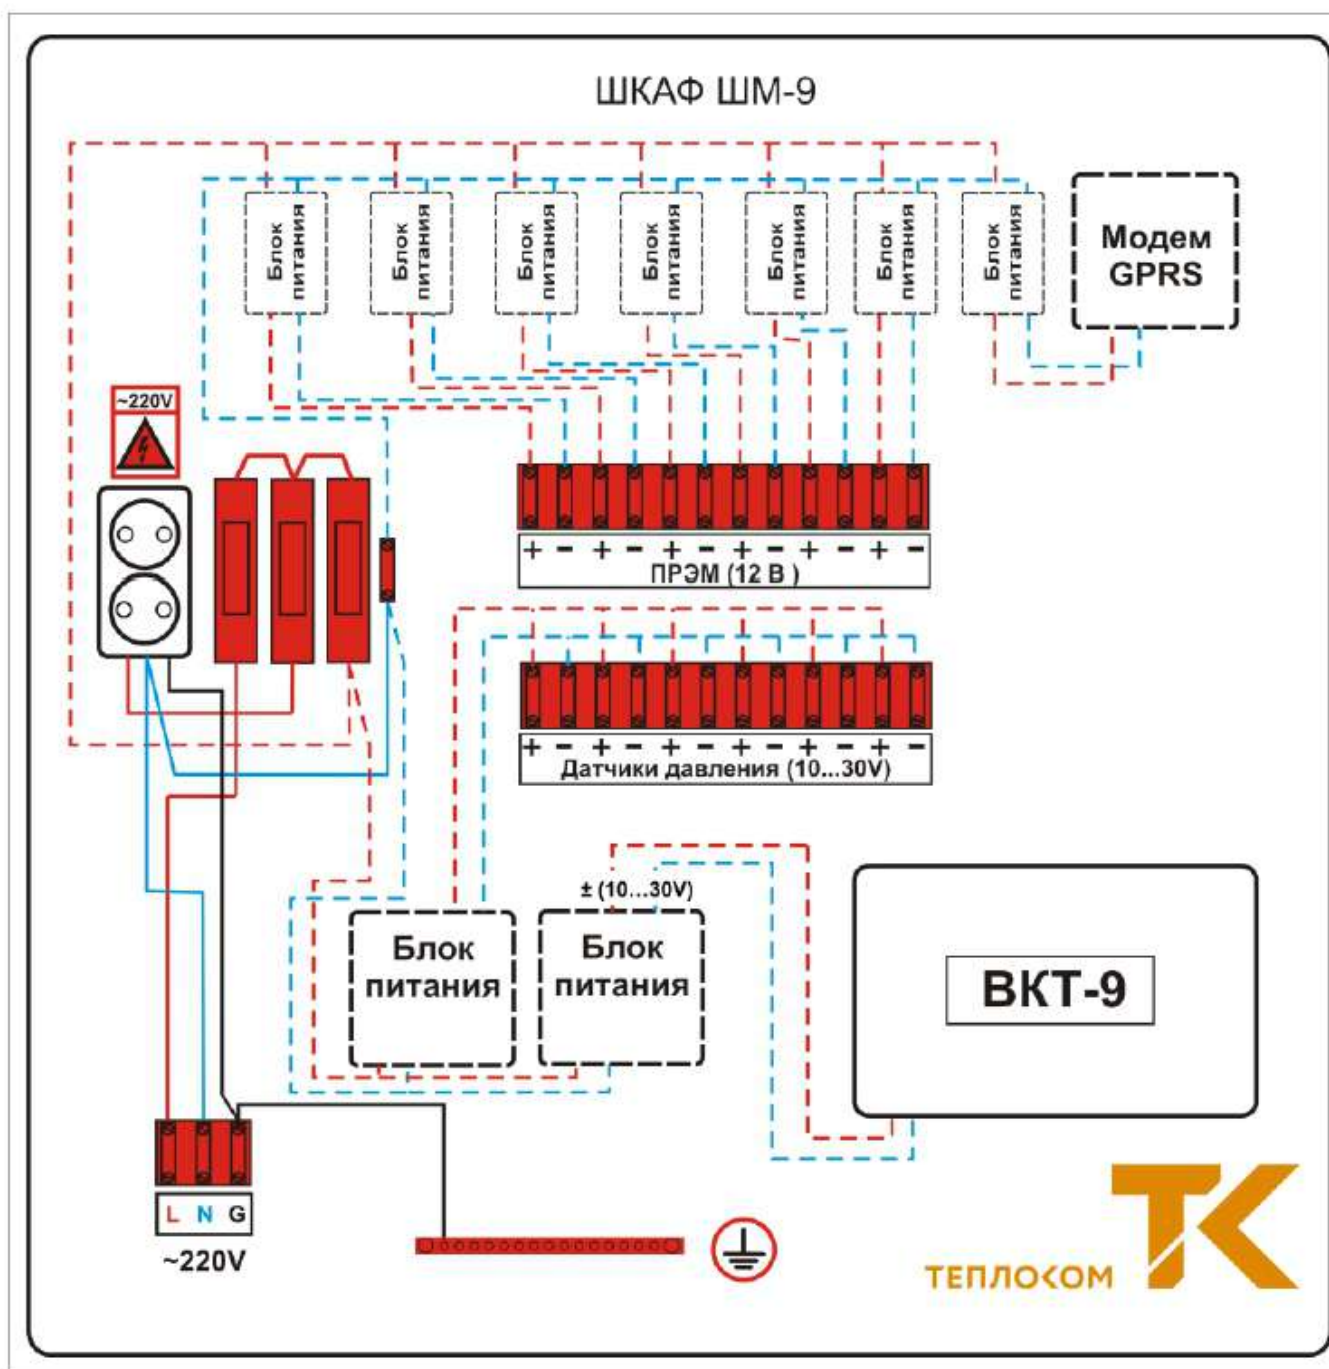 ШКАФ ШМ-9
Блок
питания
Блок
питания
Блок
питания
Блок
питания
Блок
питания
Блок
питания
Блок
питания
Модем
GPRS
~220V
+ - + - + - + - + - + -
ПРЭМ (12 В )
+ - + - + - + - + - + -
Датчики давления (10...30V)
± (10...30V)
Блок
питания
Блок
питания
ВКТ-9
L N G
~220V
ТЕПЛОКОМ